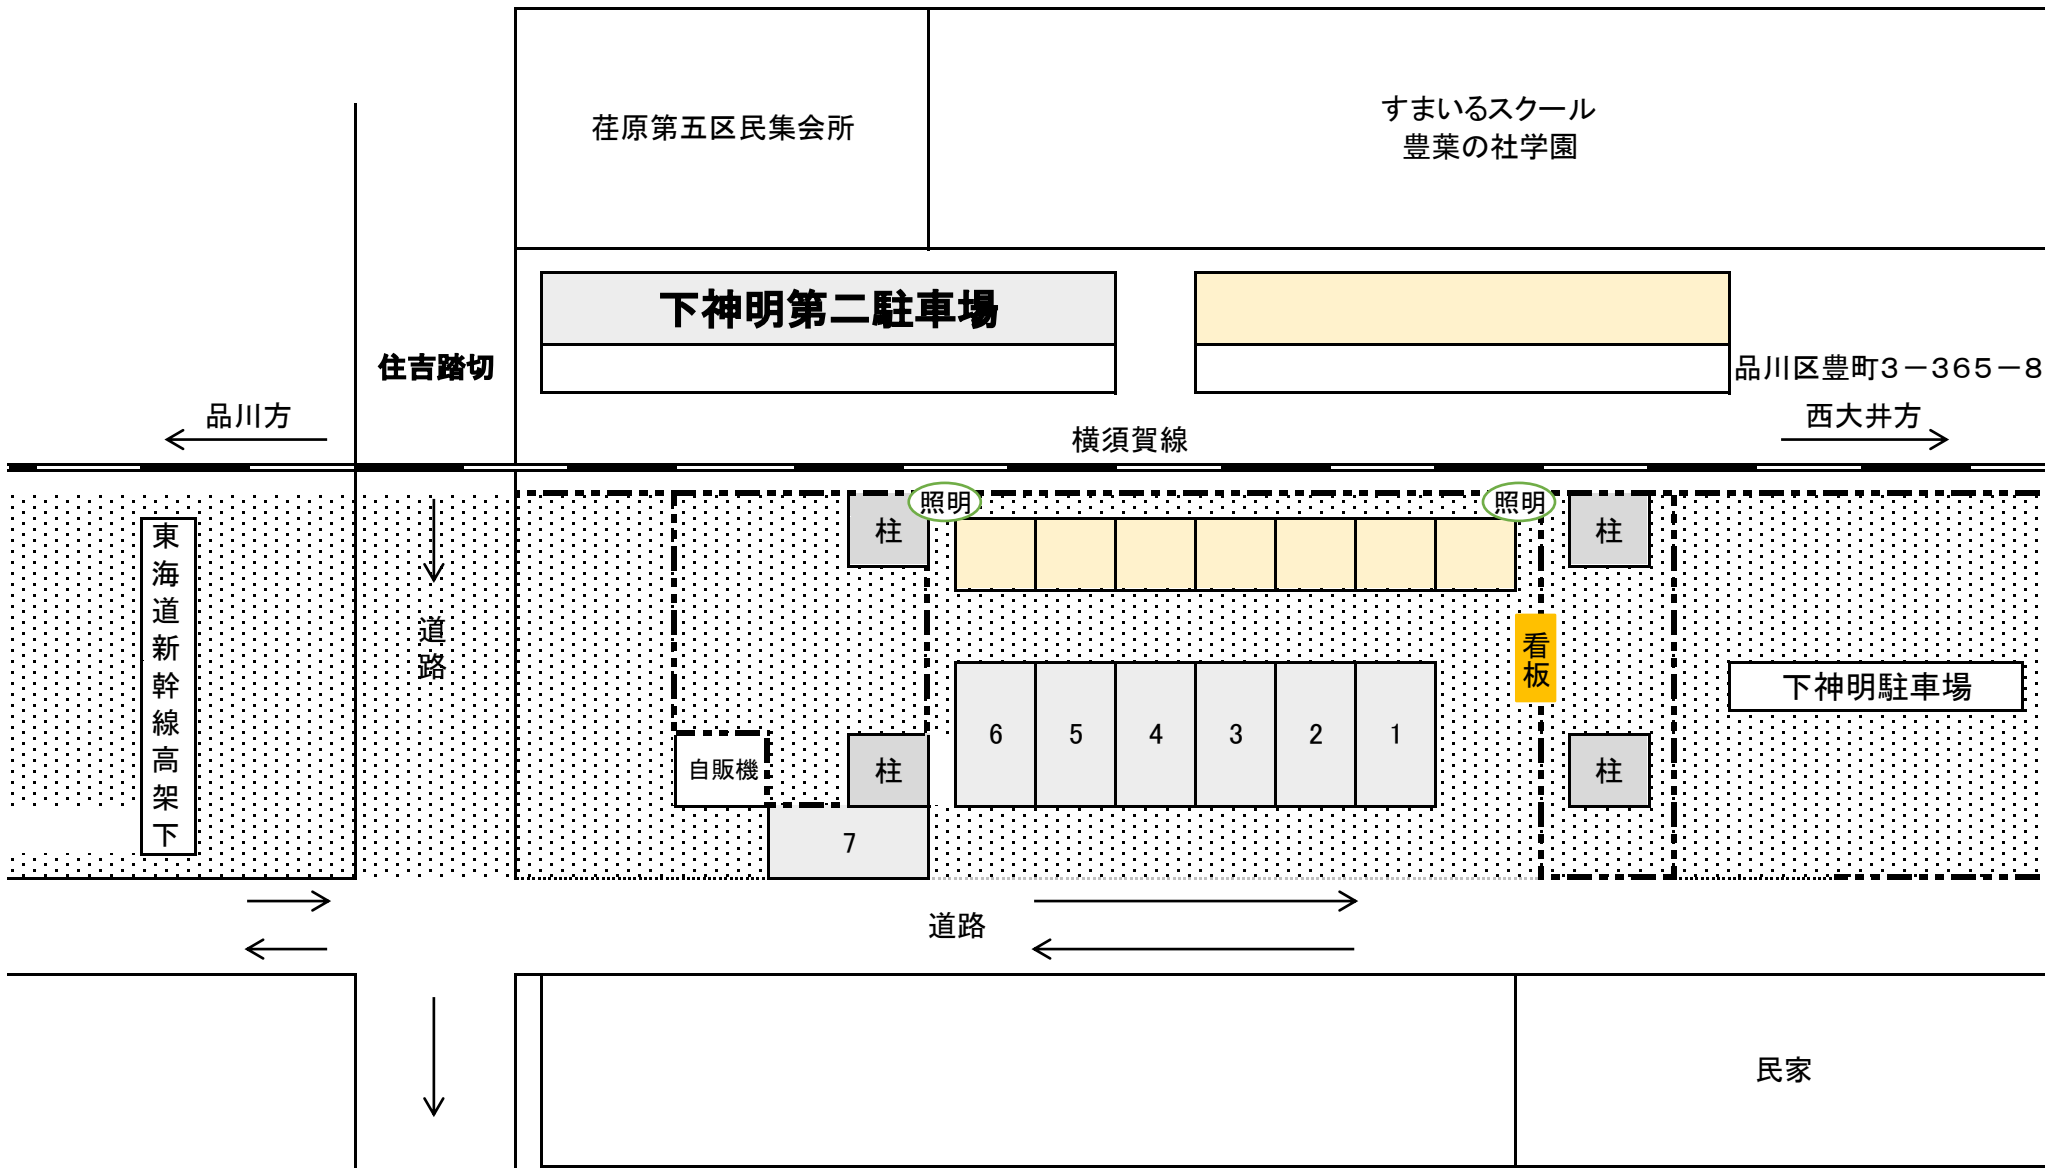 荏原第五区民集会所
すまいるスクール
豊葉の社学園
下神明第二駐車場
住吉踏切
品川区豊町3－365－8
品川方
西大井方
横須賀線
照明
照明
柱
柱
東海道新幹線高架下
道路
看板
下神明駐車場
6
5
4
3
2
1
自販機
柱
柱
7
道路
民家